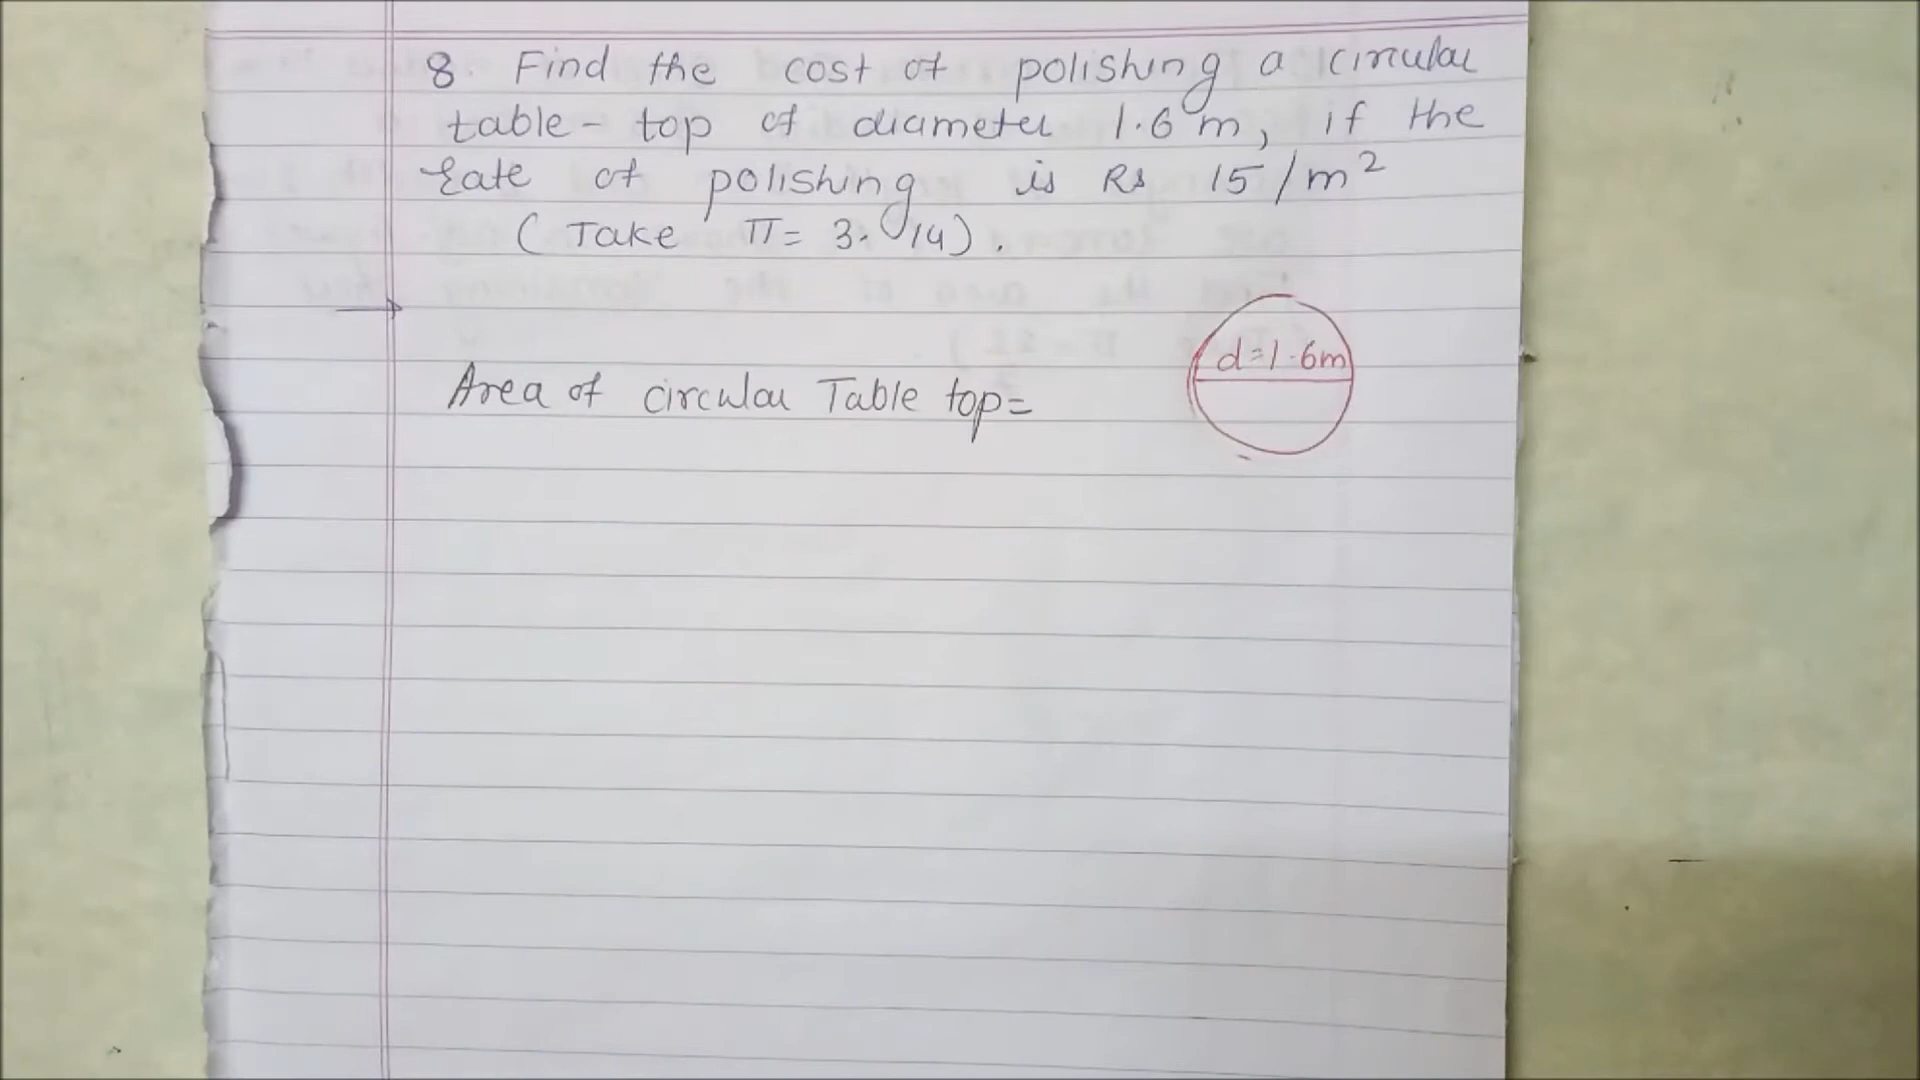 8 Find the cost of polishing a circular
table-top of diameter 1.6 m, if the
rate of polishing is Rs 15/m²
(Take π= 3.14).
d=1.6m
Area of circular Table top=